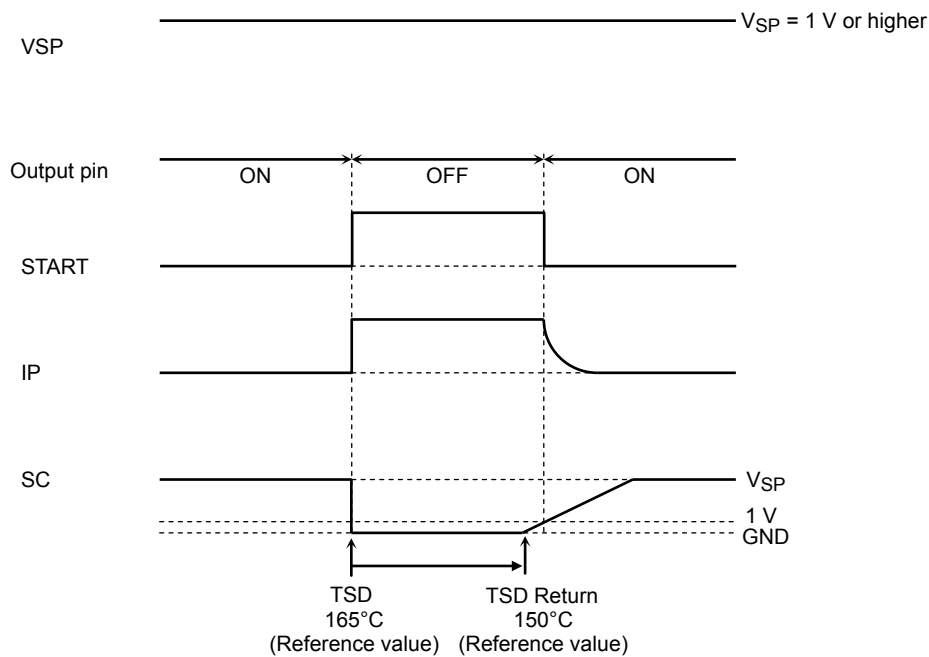 V_SP = 1 V or higher
VSP
Output pin
ON
OFF
ON
START
IP
SC
V_SP
1 V
GND
TSD
165°C
(Reference value)
TSD Return
150°C
(Reference value)